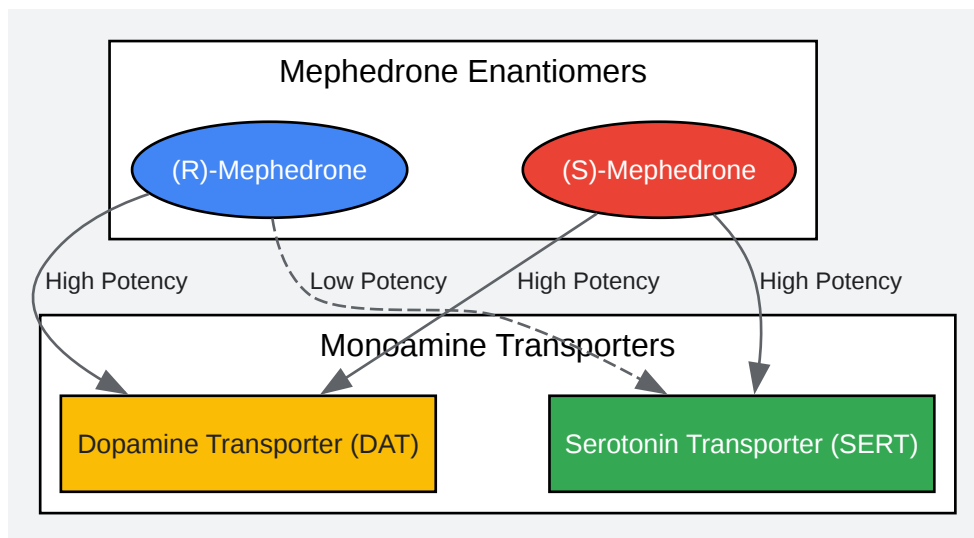 Mephedrone Enantiomers
(R)-Mephedrone
(S)-Mephedrone
High Potency
Low Potency
High Potency
High Potency
Monoamine Transporters
Dopamine Transporter (DAT)
Serotonin Transporter (SERT)